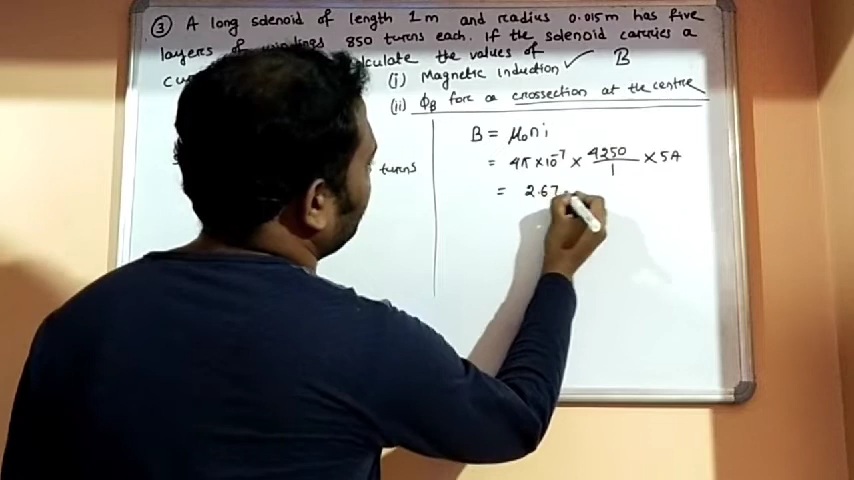 ③ A long solenoid of length 1m and radius 0.015m has five
layers of windings 850 turns each. If the solenoid carries a
calculate the values of
(i) Magnetic induction ✓ B
(ii) ΦB for a crossection at the centre
turns
B = μ₀ni
= 4π×10⁻⁷ × 4250/1 × 5A
= 2.67